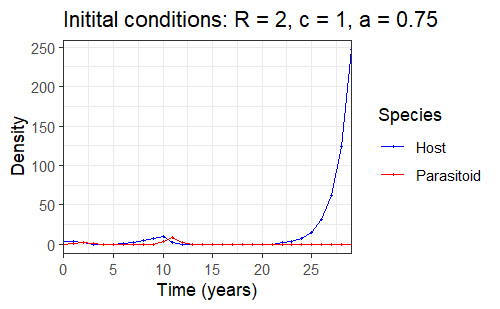 Initital conditions: R = 2, c = 1, a = 0.75
250
200
150
100
50
0
Density
0 5 10 15 20 25
Time (years)
Species
Host
Parasitoid